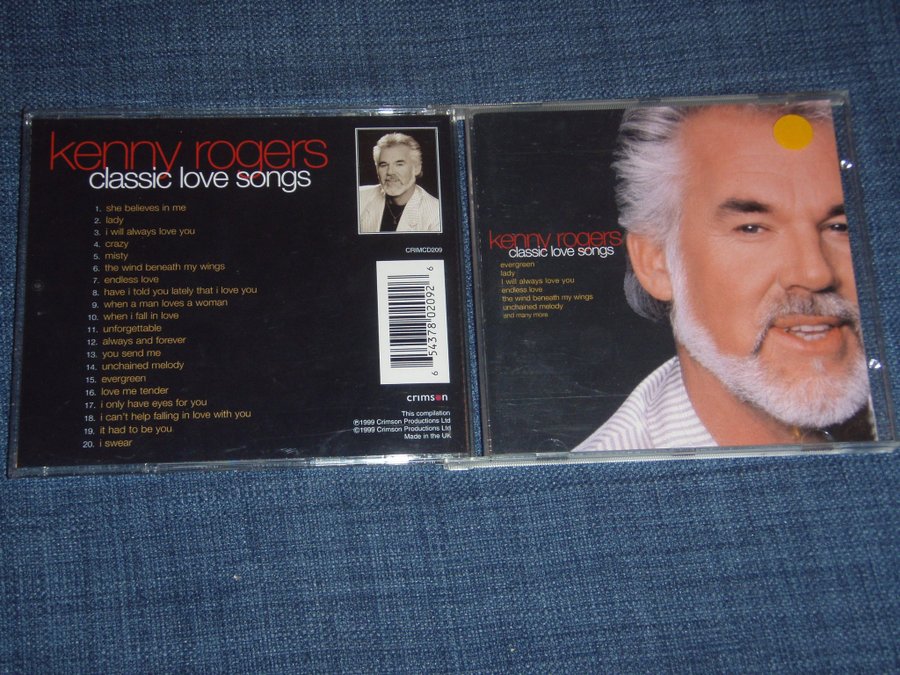 kenny rogers
classic love songs
1. she believes in me
2. lady
3. i will always love you
4. crazy
5. misty
6. the wind beneath my wings
7. endless love
8. have i told you lately that i love you
9. when a man loves a woman
10. when i fall in love
11. unforgettable
12. always and forever
13. you send me
14. unchained melody
15. evergreen
16. love me tender
17. i only have eyes for you
18. i can't help falling in love with you
19. it had to be you
20. i swear
CRIMCD209
6 54378 02092 6
crimson
This compilation
℗1999 Crimson Productions Ltd
©1999 Crimson Productions Ltd
Made in the UK
kenny rogers
classic love songs
evergreen
lady
i will always love you
endless love
the wind beneath my wings
unchained melody
and many more